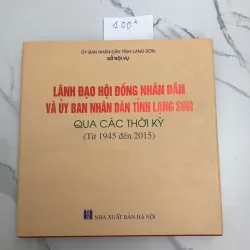 100*
ỦY BAN NHÂN DÂN TỈNH LẠNG SƠN
SỞ NỘI VỤ
LÃNH ĐẠO HỘI ĐỒNG NHÂN DÂN
VÀ ỦY BAN NHÂN DÂN TỈNH LẠNG SƠN
QUA CÁC THỜI KỲ
(Từ 1945 đến 2015)
NHÀ XUẤT BẢN HÀ NỘI